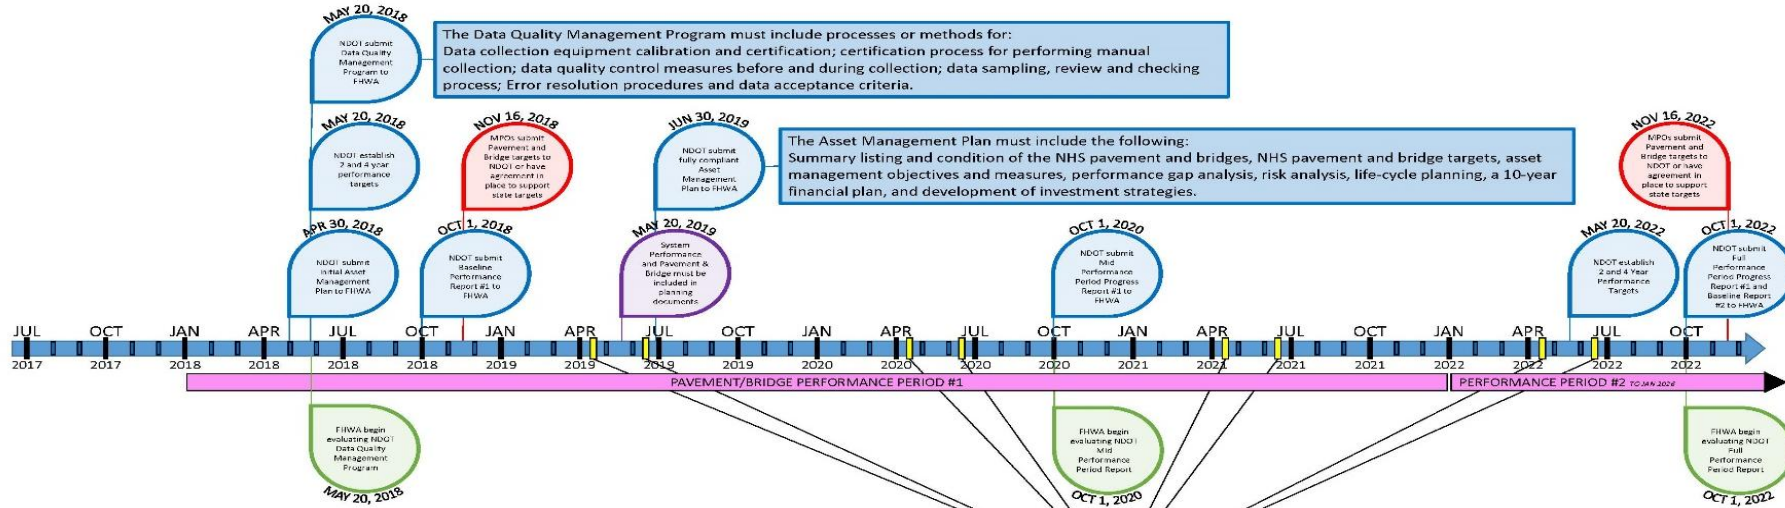 MAY 20, 2018
NDOT submit
Data Quality
Management
Program to
FHWA
The Data Quality Management Program must include processes or methods for:
Data collection equipment calibration and certification; certification process for performing manual
collection; data quality control measures before and during collection; data sampling, review and checking
process; Error resolution procedures and data acceptance criteria.
MAY 20, 2018
NDOT establish
2 and 4 year
performance
targets
NOV 16, 2018
MPOs submit
Pavement and
Bridge targets to
NDOT or have
agreement in
place to support
state targets
JUN 30, 2019
NDOT submit
fully compliant
Asset
Management
Plan to FHWA
The Asset Management Plan must include the following:
Summary listing and condition of the NHS pavement and bridges, NHS pavement and bridge targets, asset
management objectives and measures, performance gap analysis, risk analysis, life-cycle planning, a 10-year
financial plan, and development of investment strategies.
NOV 16, 2022
MPOs submit
Pavement and
Bridge targets to
NDOT or have
agreement in
place to support
state targets
APR 30, 2018
NDOT submit
Initial Asset
Management
Plan to FHWA
OCT 1, 2018
NDOT submit
Baseline
Performance
Report #1 to
FHWA
MAY 20, 2019
System
Performance
and Pavement &
Bridge must be
included in
planning
documents
OCT 1, 2020
NDOT submit
Mid
Performance
Period Progress
Report #1 to
FHWA
MAY 20, 2022
NDOT establish
2 and 4 Year
Performance
Targets
OCT 1, 2022
NDOT submit
Full
Performance
Period Progress
Report #1 and
Baseline Report
#2 to FHWA
JUL OCT JAN APR JUL OCT JAN APR JUL OCT JAN APR JUL OCT JAN APR JUL OCT JAN APR JUL OCT
2017 2017 2018 2018 2018 2018 2019 2019 2019 2019 2020 2020 2020 2020 2021 2021 2021 2021 2022 2022 2022 2022
PAVEMENT/BRIDGE PERFORMANCE PERIOD #1
PERFORMANCE PERIOD #2 TO JAN 2026
FHWA begin
evaluating NDOT
Data Quality
Management
Program
MAY 20, 2018
FHWA begin
evaluating NDOT
Mid
Performance
Period Report
OCT 1, 2020
FHWA begin
evaluating NDOT
Full
Performance
Period Report
OCT 1, 2022